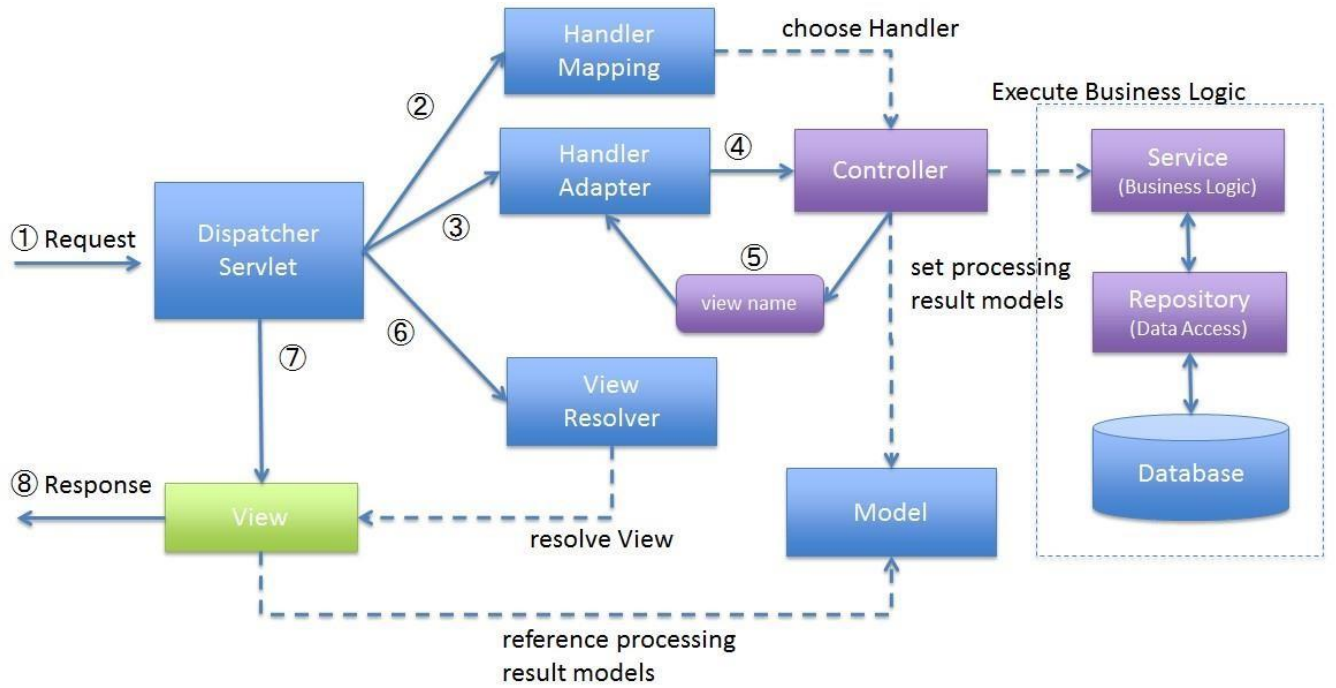 Handler
Mapping
choose Handler
②
Execute Business Logic
Handler
Adapter
④
Controller
Service
(Business Logic)
① Request
Dispatcher
Servlet
③
⑤
view name
set processing
result models
Repository
(Data Access)
⑥
⑦
View
Resolver
Database
⑧ Response
View
resolve View
Model
reference processing
result models